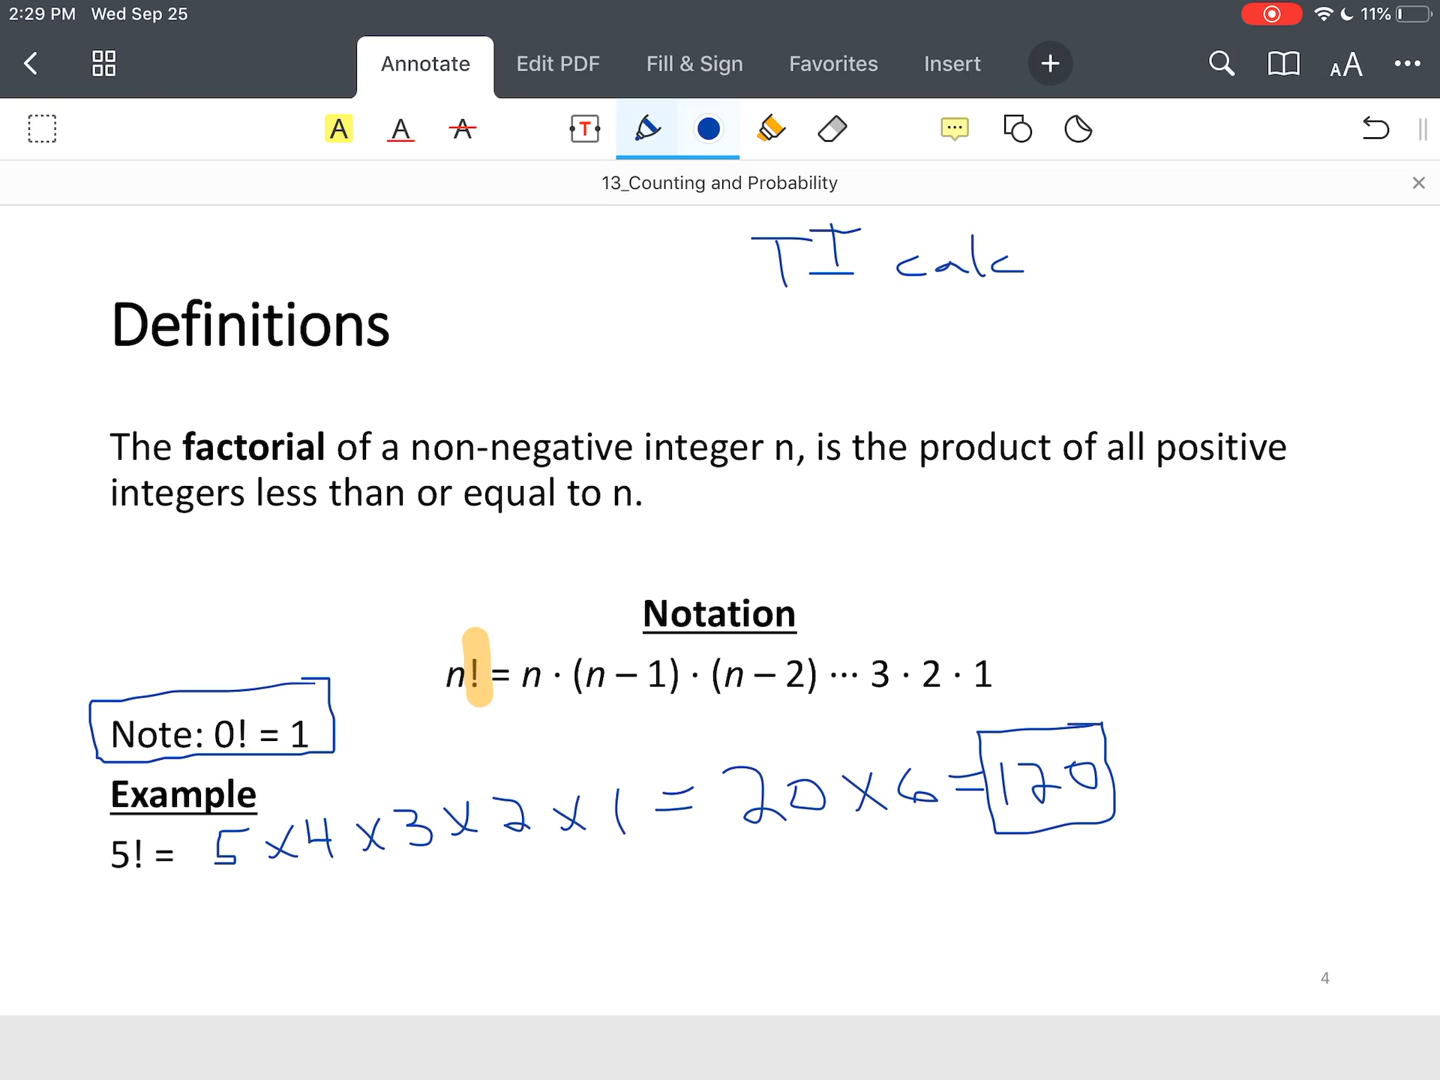 2:29 PM Wed Sep 25 11%
Annotate Edit PDF Fill & Sign Favorites Insert + AA
A A A T
13_Counting and Probability ×
TI calc
Definitions
The factorial of a non-negative integer n, is the product of all positive
integers less than or equal to n.
Notation
n! = n · (n – 1) · (n – 2) ··· 3 · 2 · 1
Note: 0! = 1
Example
5! = 5 × 4 × 3 × 2 × 1 = 20 × 6 = 120
4